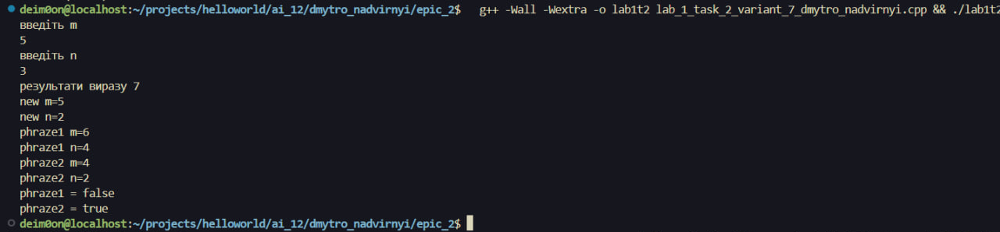 deim0on@localhost:~/projects/helloworld/ai_12/dmytro_nadvirnyi/epic_2$ g++ -Wall -Wextra -o lab1t2 lab_1_task_2_variant_7_dmytro_nadvirnyi.cpp && ./lab1t2
введіть m
5
введіть n
3
результати виразу 7
new m=5
new n=2
phraze1 m=6
phraze1 n=4
phraze2 m=4
phraze2 n=2
phraze1 = false
phraze2 = true
deim0on@localhost:~/projects/helloworld/ai_12/dmytro_nadvirnyi/epic_2$